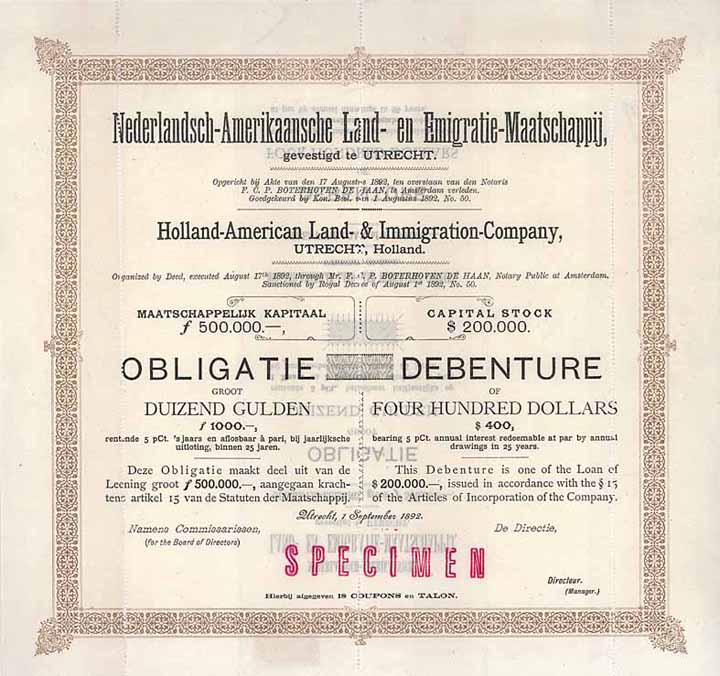 Nederlandsch-Amerikaansche Land- en Emigratie-Maatschappij,
gevestigd te UTRECHT.
Opgericht bij Akte van den 17 Augustus 1892, ten overstaan van den Notaris
F. C. P. BOTERHOVEN DE HAAN, te Amsterdam verleden.
Goedgekeurd bij Kon. Besl. van 1 Augustus 1892, No. 50.
Holland-American Land- & Immigration-Company,
UTRECHT, Holland.
Organized by Deed, executed August 17th 1892, through Mr. F. C. P. BOTERHOVEN DE HAAN, Notary Public at Amsterdam.
Sanctioned by Royal Decree of August 1st 1892, No. 50.
MAATSCHAPPELIJK KAPITAAL
ƒ 500.000.—,
CAPITAL STOCK
$ 200.000.
OBLIGATIE
GROOT
DUIZEND GULDEN
ƒ 1000.—,
rentende 5 pCt. 'sjaars en aflosbaar à pari, bij jaarlijksche
uitloting, binnen 25 jaren.
Deze Obligatie maakt deel uit van de
Leening groot ƒ 500.000.—, aangegaan krach-
tens artikel 15 van de Statuten der Maatschappij.
DEBENTURE
OF
FOUR HUNDRED DOLLARS
$ 400,
bearing 5 pCt. annual interest redeemable at par by annual
drawings in 25 years.
This Debenture is one of the Loan of
$ 200.000.—, issued in accordance with the § 15
of the Articles of Incorporation of the Company.
Utrecht, 1 September 1892.
Namens Commissarissen,
(for the Board of Directors)
De Directie,
SPECIMEN
Directeur.
(Manager.)
Hierbij afgegeven 18 COUPONS en TALON.